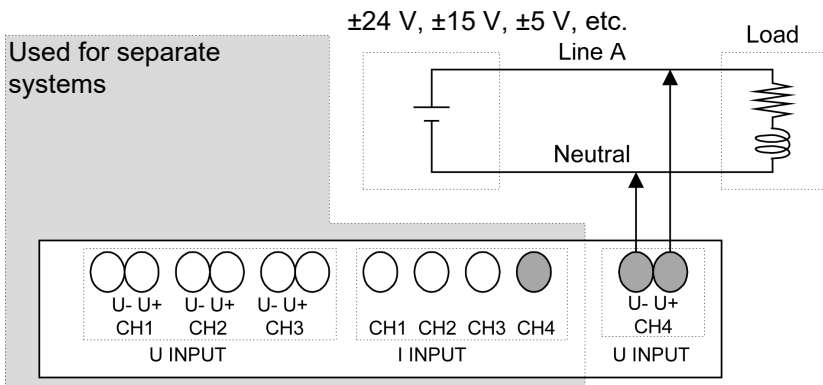 ±24 V, ±15 V, ±5 V, etc.
Used for separate
systems
Line A
Load
Neutral
U- U+ U- U+ U- U+
CH1 CH2 CH3
U INPUT
CH1 CH2 CH3 CH4
I INPUT
U- U+
CH4
U INPUT